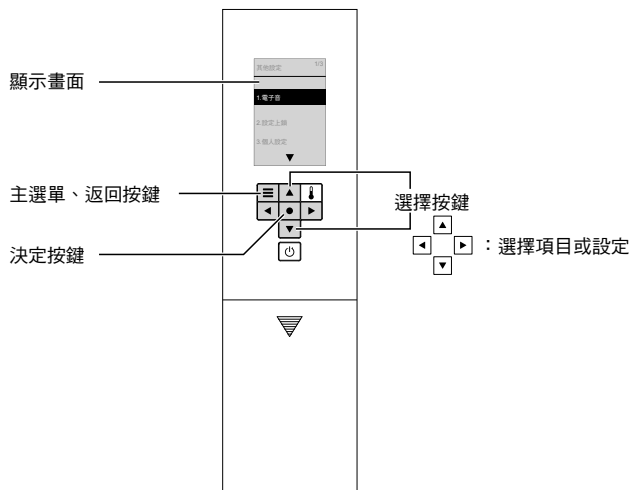 其他設定 1/3
1.電子音
2.設定上鎖
3.個人設定
顯示畫面
主選單、返回按鍵
決定按鍵
選擇按鍵
：選擇項目或設定